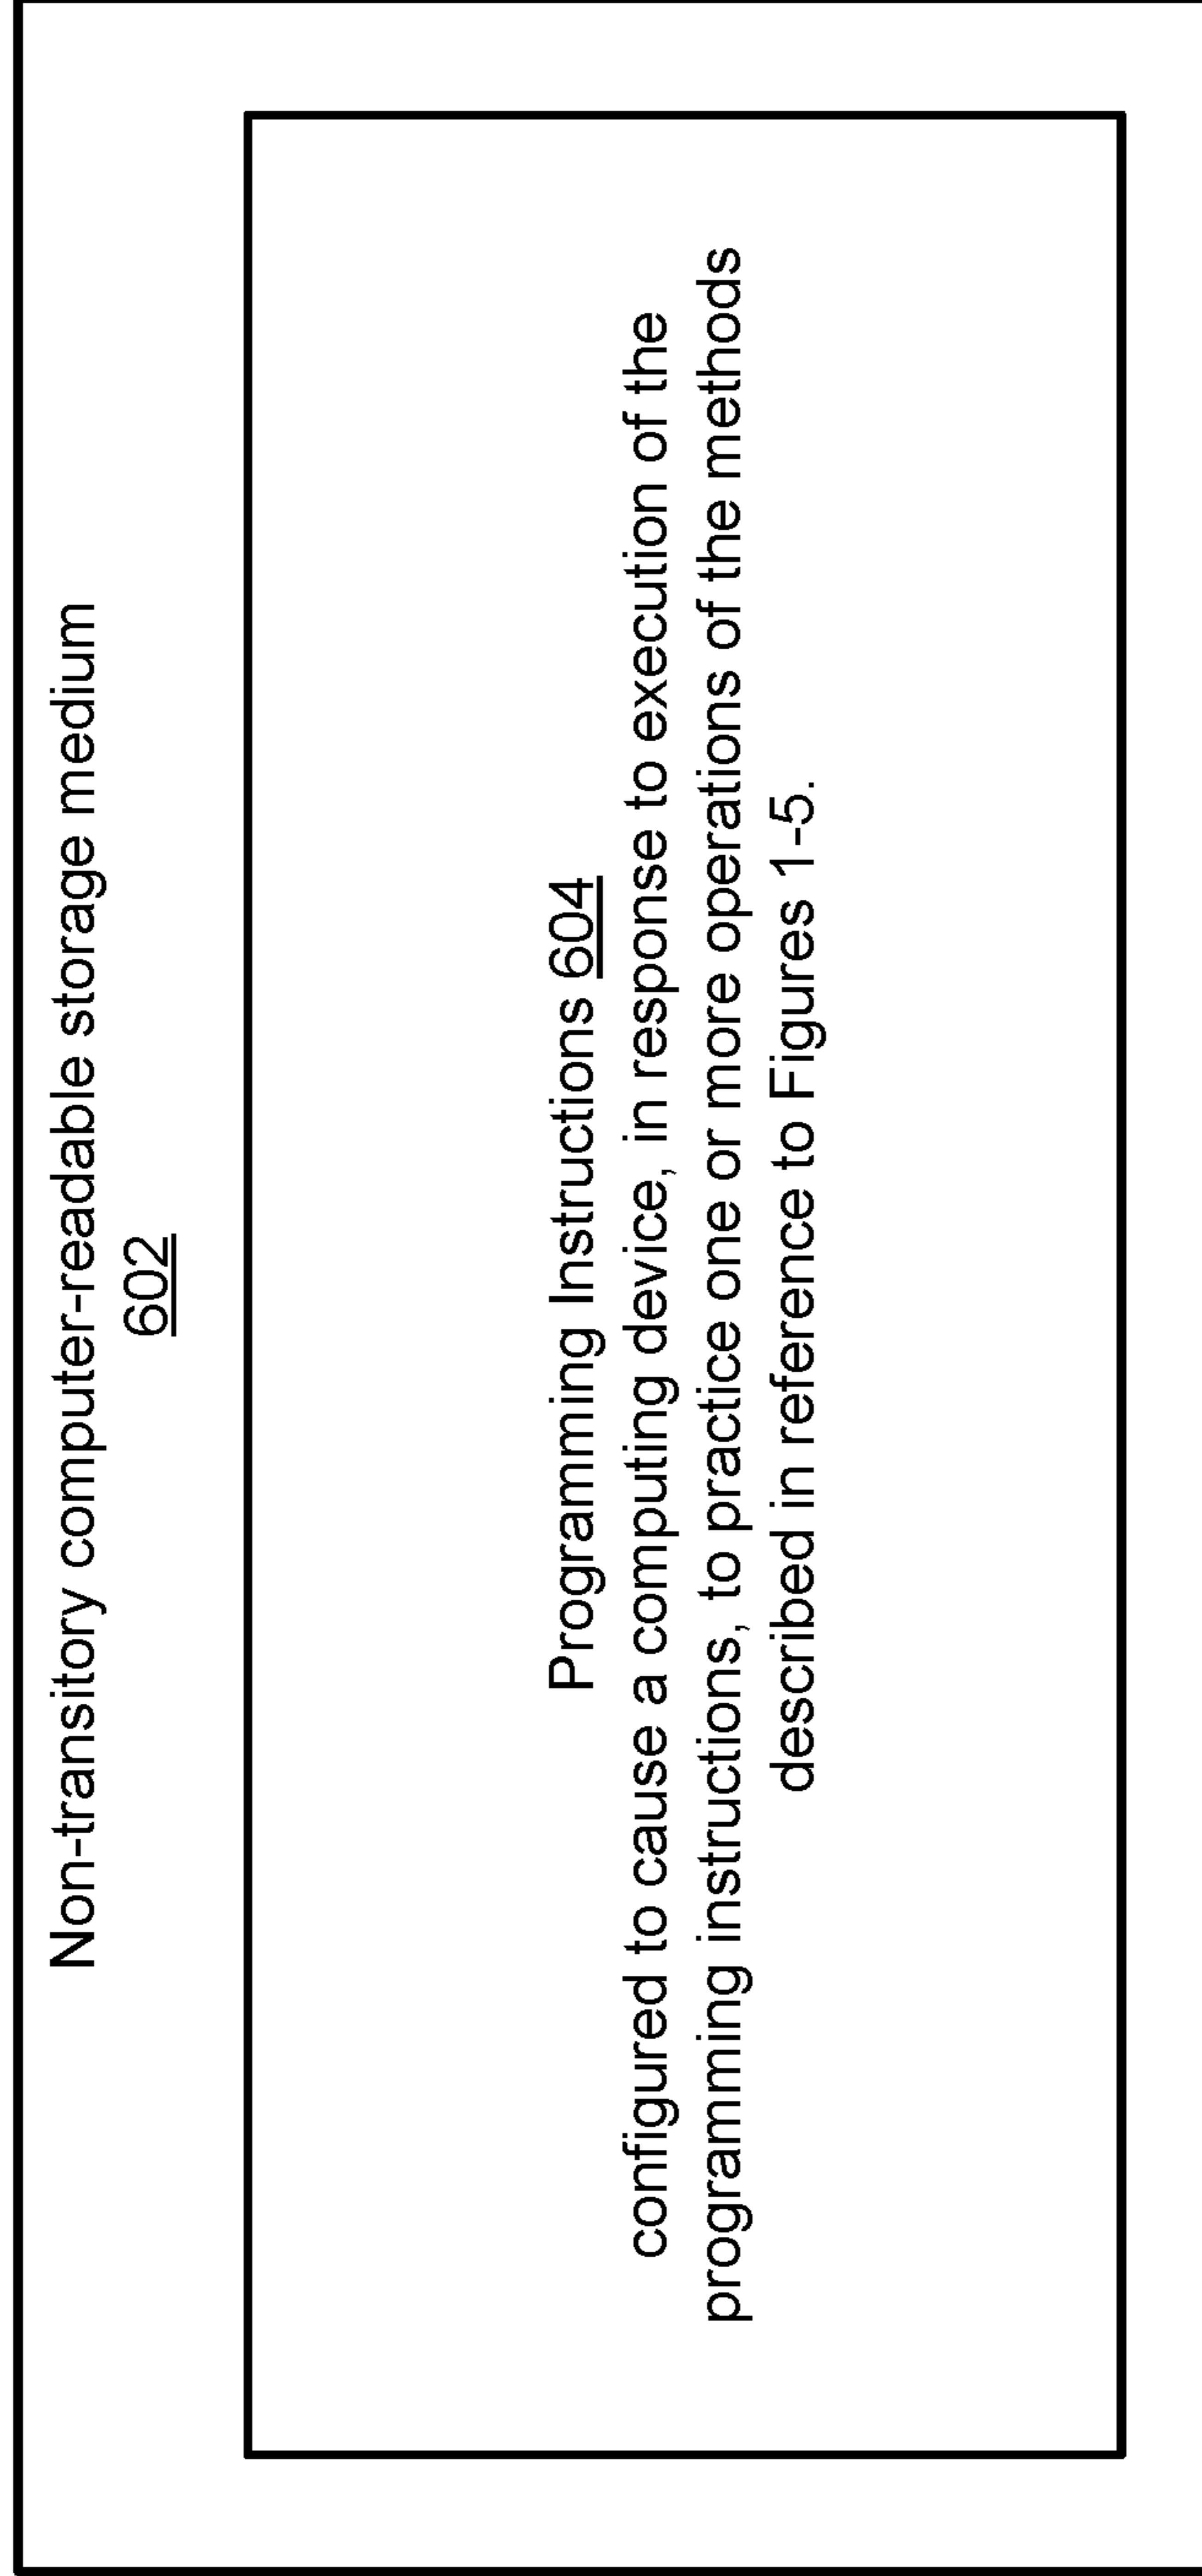 Non-transitory computer-readable storage medium
602
Programming Instructions 604
configured to cause a computing device, in response to execution of the
programming instructions, to practice one or more operations of the methods
described in reference to Figures 1-5.